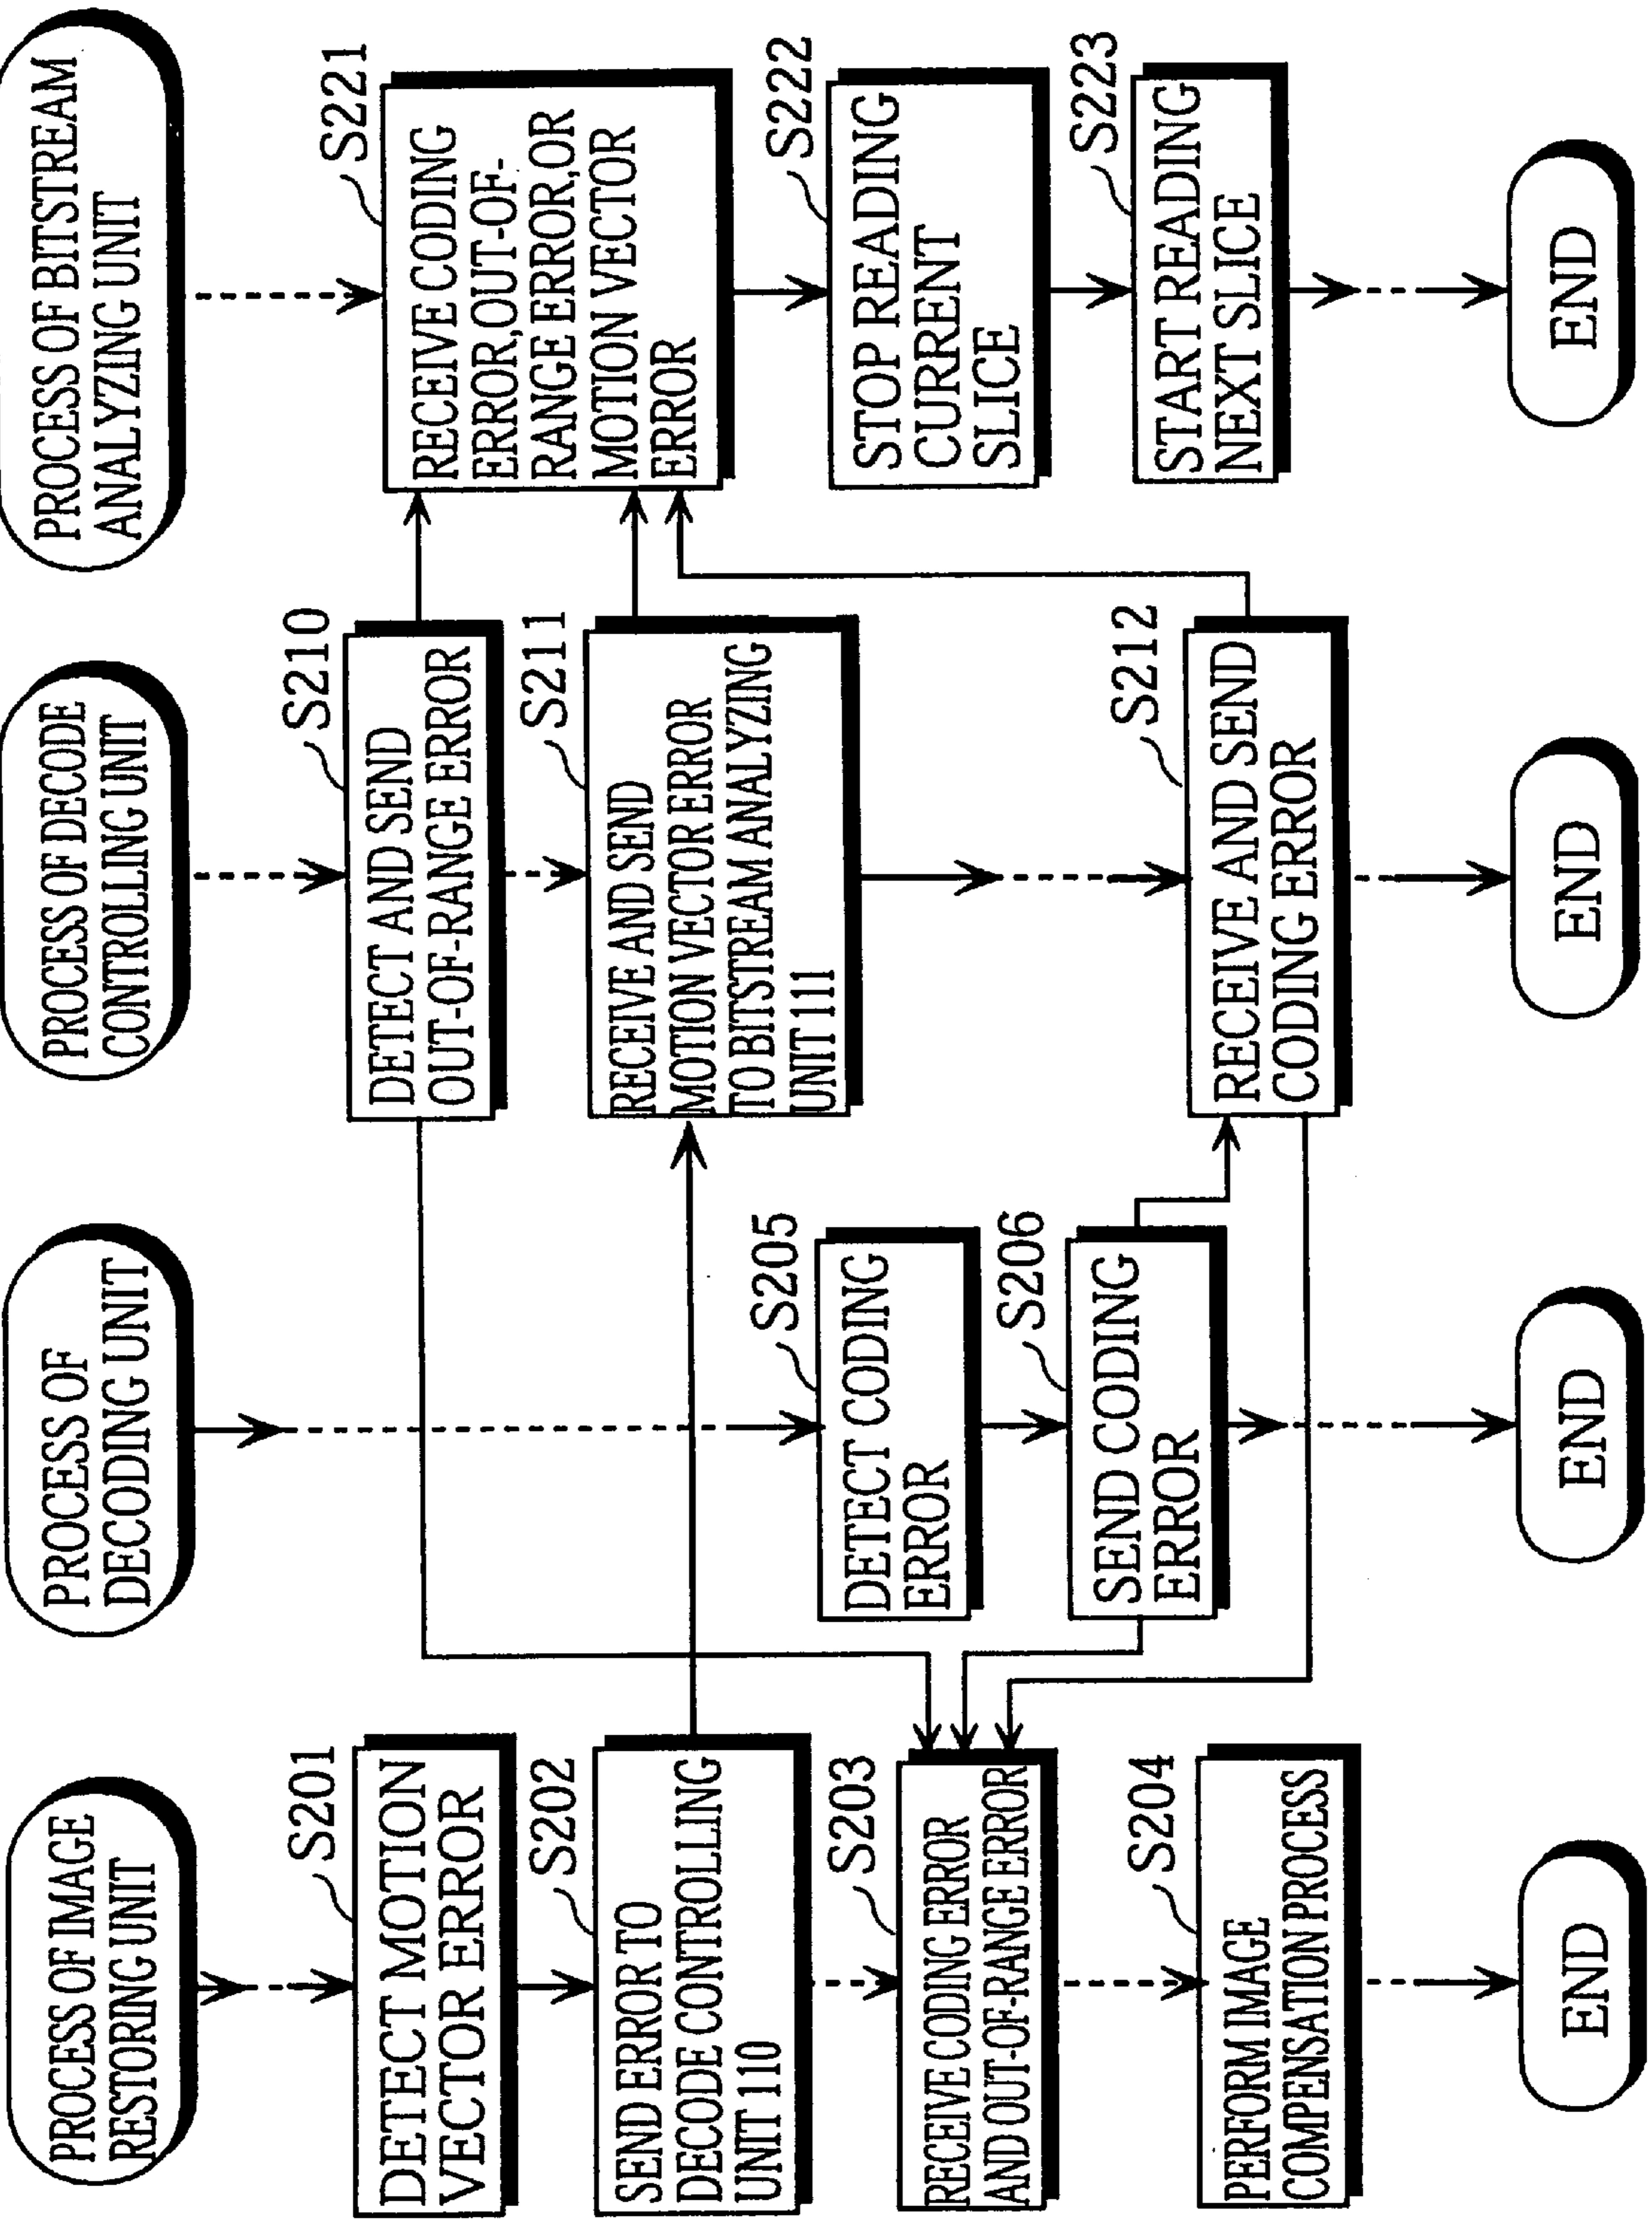 PROCESS OF IMAGE
RESTORING UNIT
S201
DETECT MOTION
VECTOR ERROR
S202
SEND ERROR TO
DECODE CONTROLLING
UNIT 110
S203
RECEIVE CODING ERROR
AND OUT-OF-RANGE ERROR
S204
PERFORM IMAGE
COMPENSATION PROCESS
END
PROCESS OF
DECODING UNIT
S205
DETECT CODING
ERROR
S206
SEND CODING
ERROR
END
PROCESS OF DECODE
CONTROLLING UNIT
S210
DETECT AND SEND
OUT-OF-RANGE ERROR
S211
RECEIVE AND SEND
MOTION VECTOR ERROR
TO BITSTREAM ANALYZING
UNIT 111
S212
RECEIVE AND SEND
CODING ERROR
END
PROCESS OF BITSTREAM
ANALYZING UNIT
S221
RECEIVE CODING
ERROR,OUT-OF-
RANGE ERROR,OR
MOTION VECTOR
ERROR
S222
STOP READING
CURRENT
SLICE
S223
START READING
NEXT SLICE
END